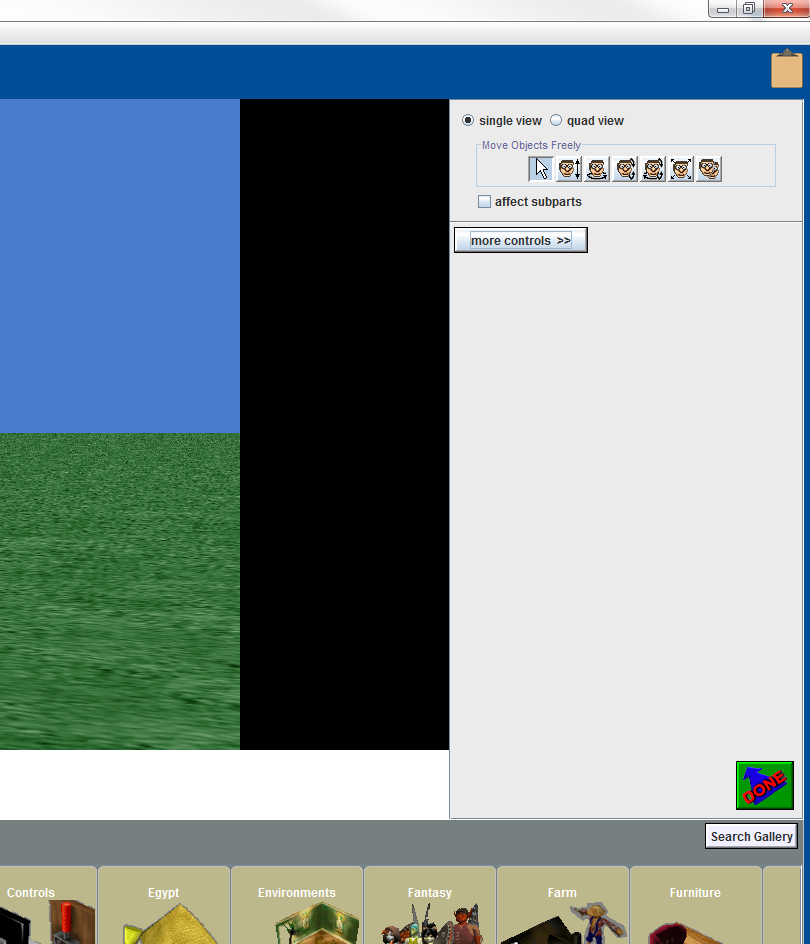 single view quad view
Move Objects Freely
affect subparts
more controls >>
DONE
Search Gallery
Controls Egypt Environments Fantasy Farm Furniture